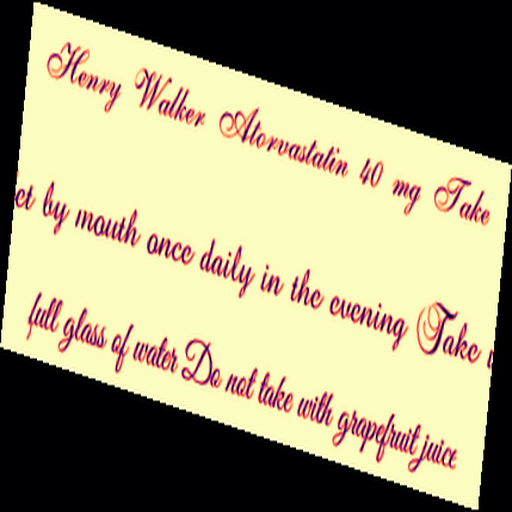 Henry Walker Atorvastatin 40 mg Take
by mouth once daily in the evening Take
full glass of water Do not take with grapefruit juice